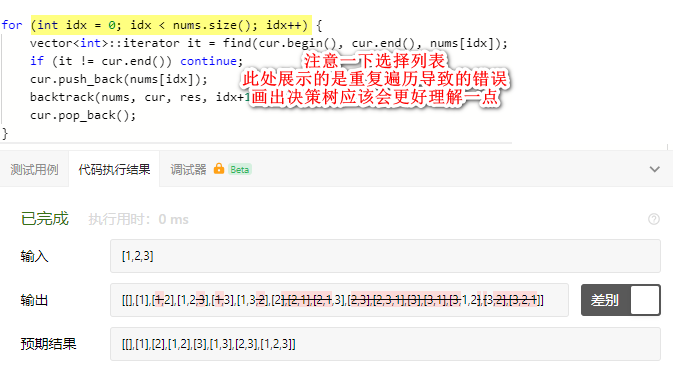 for (int idx = 0; idx < nums.size(); idx++) {
vector<int>::iterator it = find(cur.begin(), cur.end(), nums[idx]);
if (it != cur.end()) continue;
注意一下选择列表
cur.push_back(nums[idx]);
此处展示的是重复遍历导致的错误
backtrack(nums, cur, res, idx+1
画出决策树应该会更好理解一点
cur.pop_back();
}
测试用例 代码执行结果 调试器 Beta
已完成 执行用时：0 ms
输入 [1,2,3]
输出 [[],[1],[1,2],[1,2,3],[1,3],[1,3,2],[2],[2,1],[2,1,3],[2,3],[2,3,1],[3],[3,1],[3,1,2],[3,2],[3,2,1]] 差别
预期结果 [[],[1],[2],[1,2],[3],[1,3],[2,3],[1,2,3]]